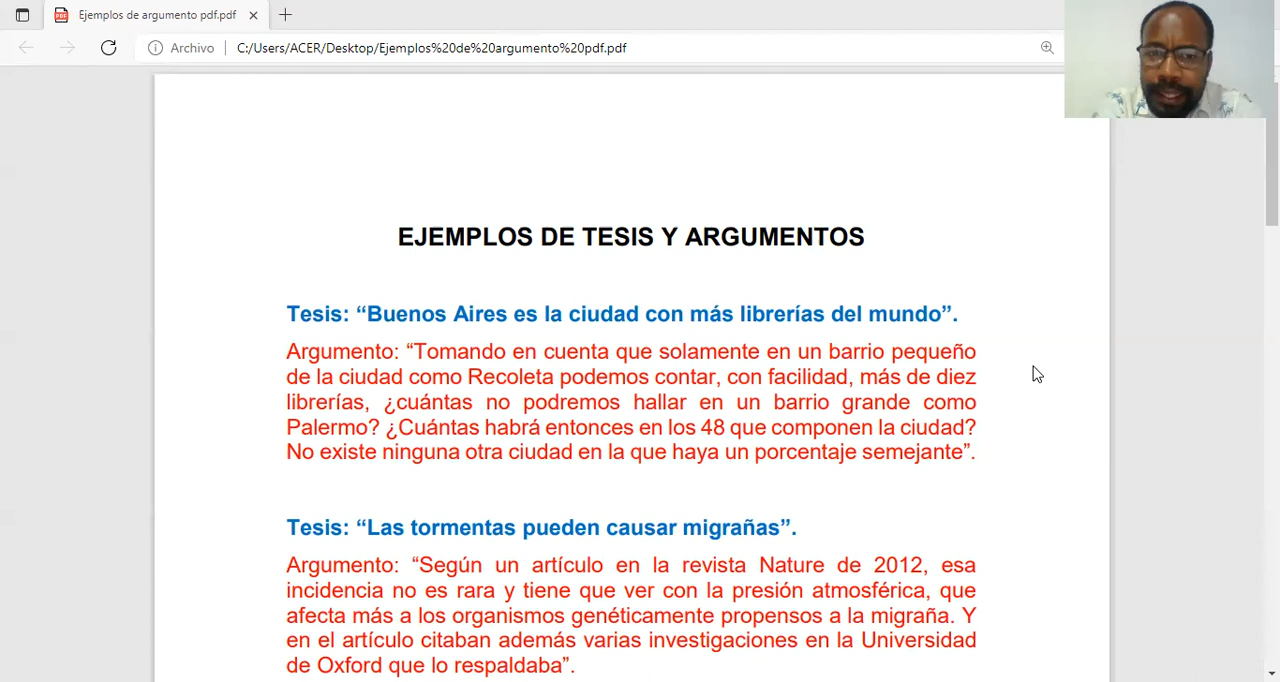 Ejemplos de argumento pdf.pdf
Archivo
C:/Users/ACER/Desktop/Ejemplos%20de%20argumento%20pdf.pdf
EJEMPLOS DE TESIS Y ARGUMENTOS
Tesis: “Buenos Aires es la ciudad con más librerías del mundo”.
Argumento: “Tomando en cuenta que solamente en un barrio pequeño
de la ciudad como Recoleta podemos contar, con facilidad, más de diez
librerías, ¿cuántas no podremos hallar en un barrio grande como
Palermo? ¿Cuántas habrá entonces en los 48 que componen la ciudad?
No existe ninguna otra ciudad en la que haya un porcentaje semejante”.
Tesis: “Las tormentas pueden causar migrañas”.
Argumento: “Según un artículo en la revista Nature de 2012, esa
incidencia no es rara y tiene que ver con la presión atmosférica, que
afecta más a los organismos genéticamente propensos a la migraña. Y
en el artículo citaban además varias investigaciones en la Universidad
de Oxford que lo respaldaba”.